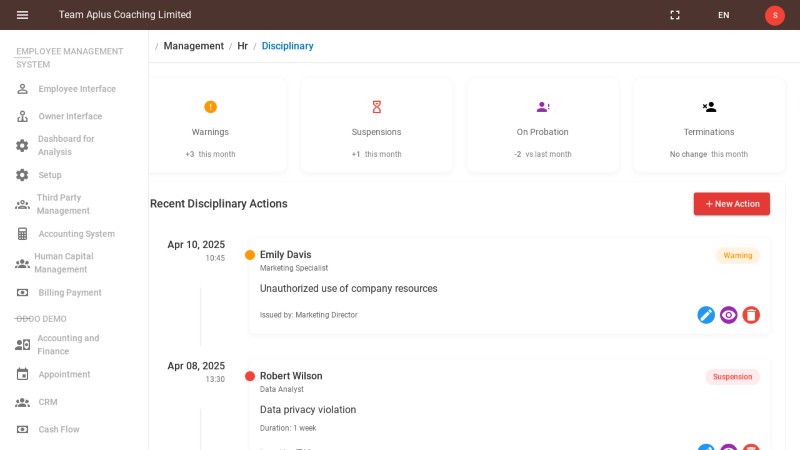 Team Aplus Coaching Limited
EN
S
EMPLOYEE MANAGEMENT
SYSTEM
/ Management / Hr / Disciplinary
Employee Interface
Owner Interface
Dashboard for
Analysis
Setup
Third Party
Management
Accounting System
Human Capital
Management
Billing Payment
ODOO DEMO
Accounting and
Finance
Appointment
CRM
Cash Flow
Warnings
+3 this month
Suspensions
+1 this month
On Probation
-2 vs last month
Terminations
No change this month
Recent Disciplinary Actions
+ New Action
Apr 10, 2025
10:45
Emily Davis
Warning
Marketing Specialist
Unauthorized use of company resources
Issued by: Marketing Director
Apr 08, 2025
13:30
Robert Wilson
Suspension
Data Analyst
Data privacy violation
Duration: 1 week